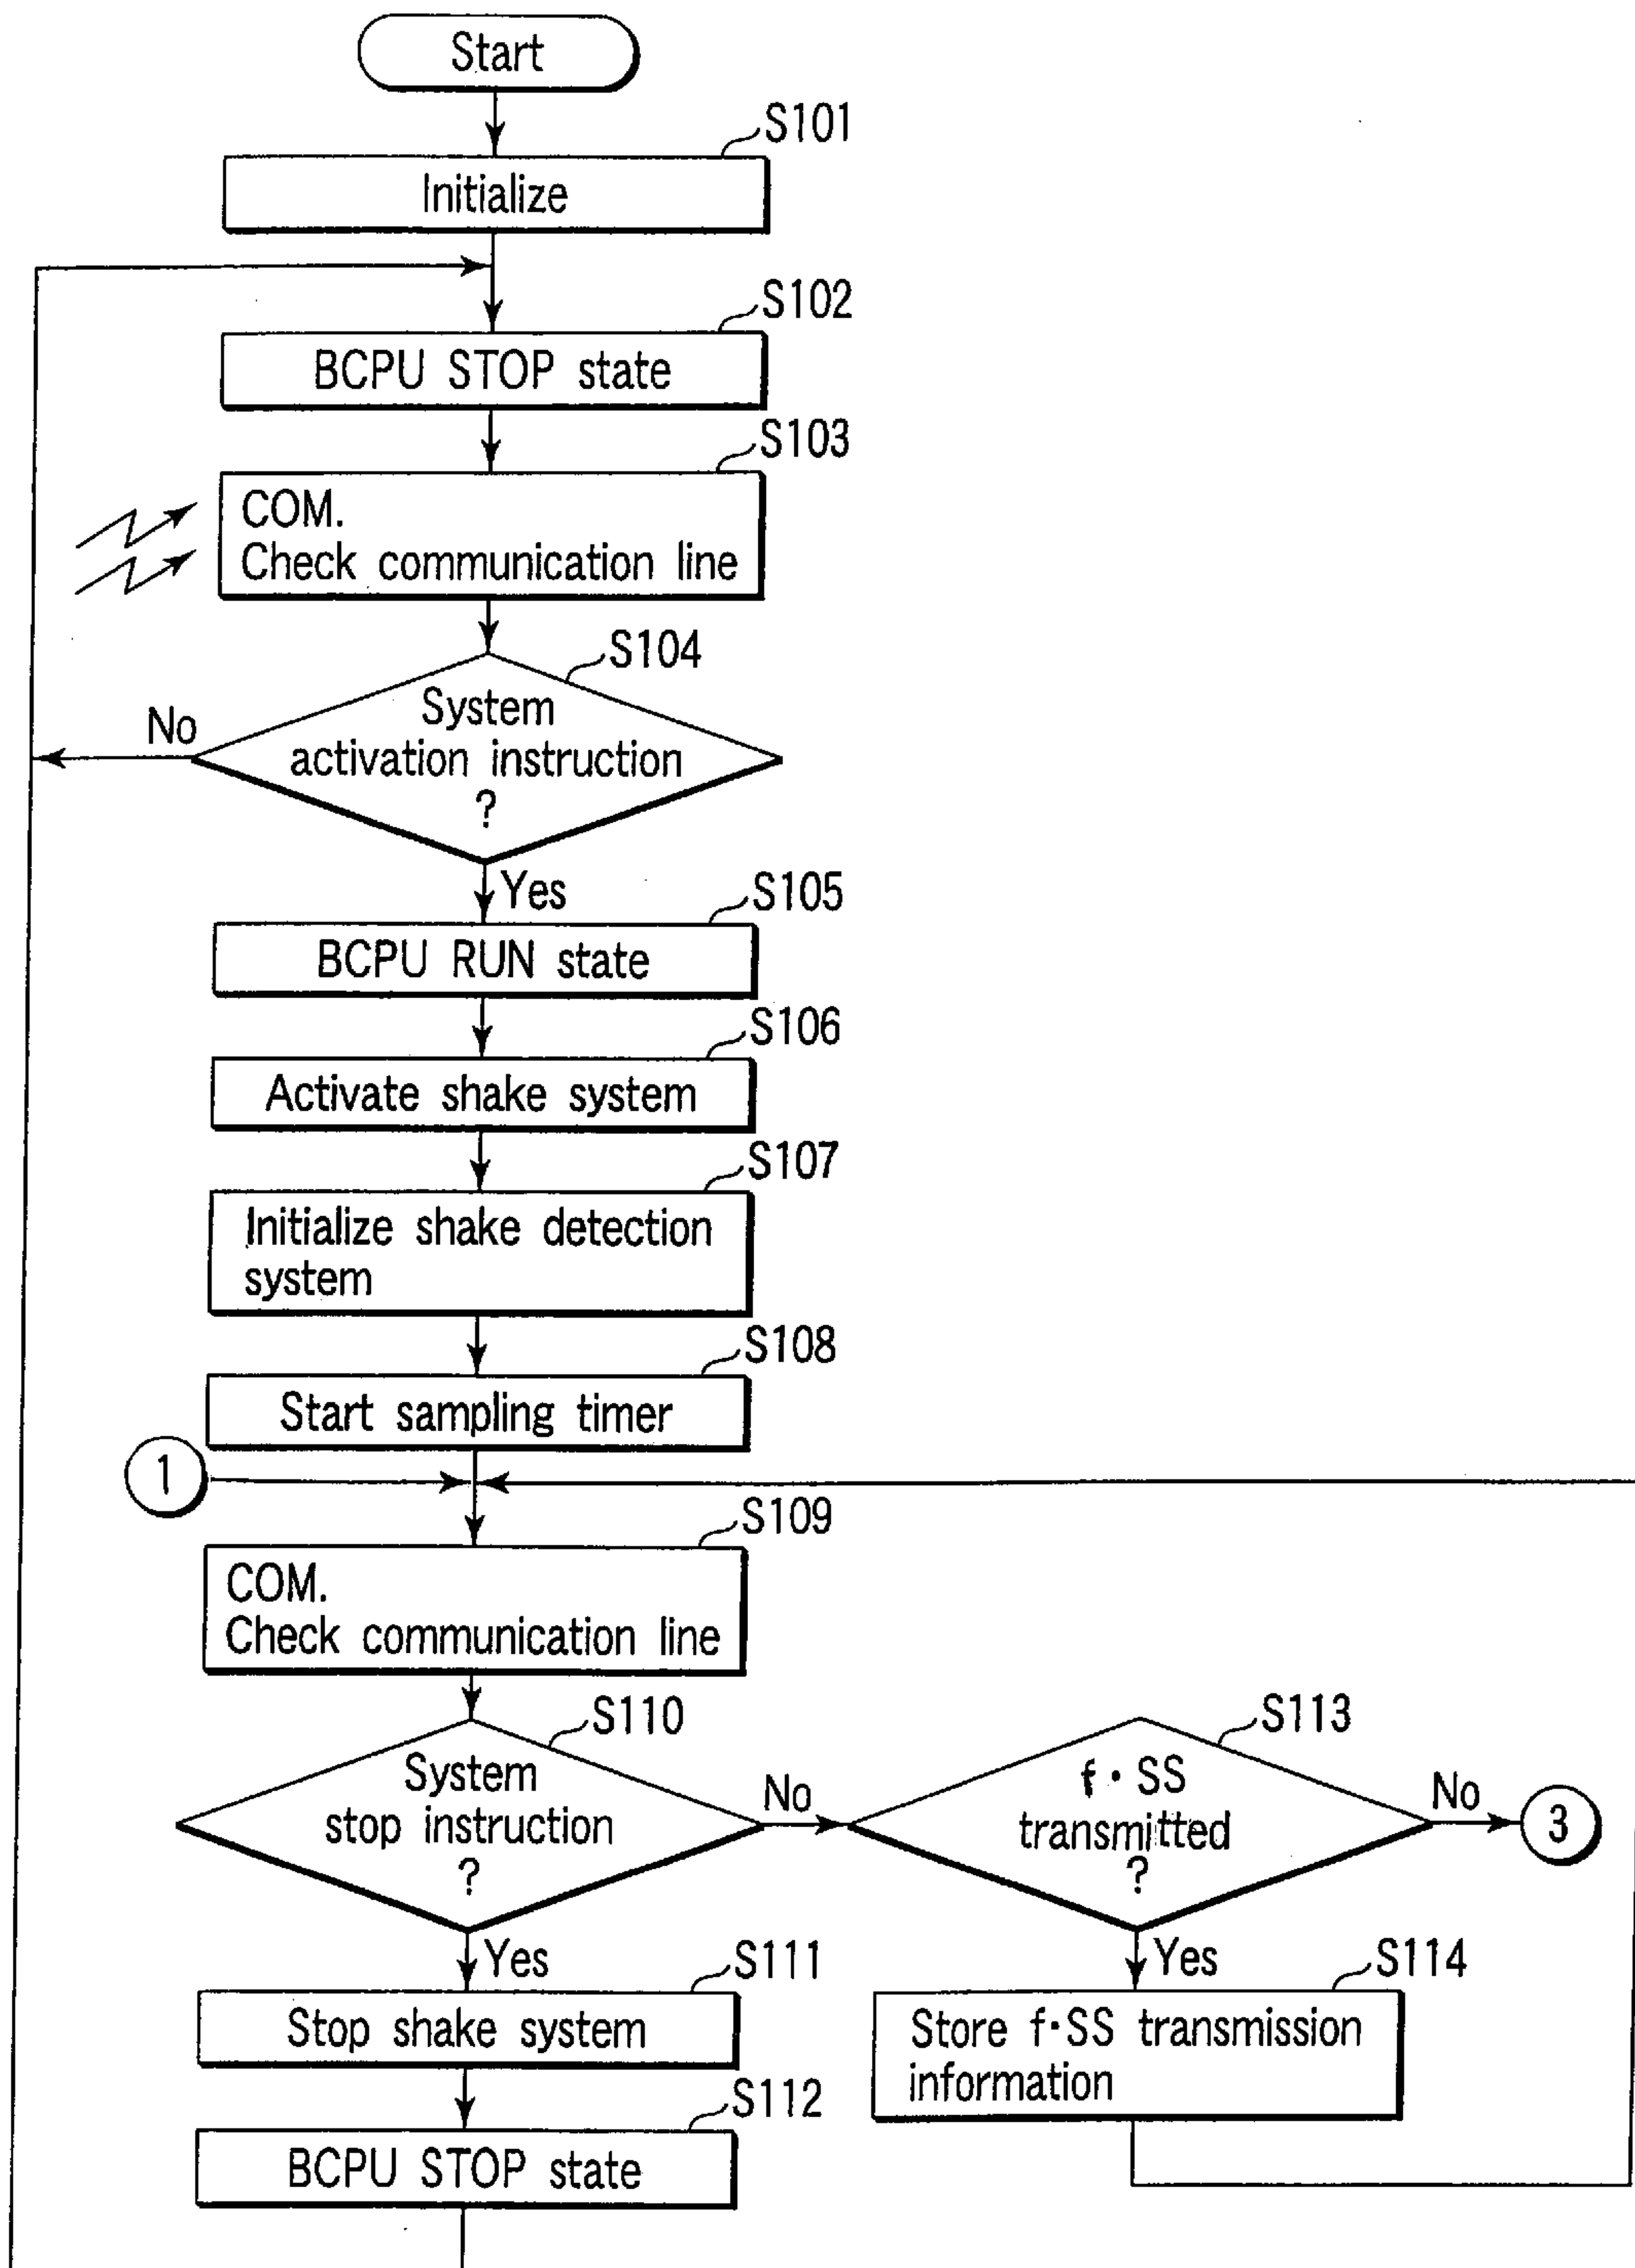 Start
S101
Initialize
S102
BCPU STOP state
S103
COM.
Check communication line
S104
System
activation instruction
?
No
Yes
S105
BCPU RUN state
S106
Activate shake system
S107
Initialize shake detection
system
S108
Start sampling timer
1
S109
COM.
Check communication line
S110
System
stop instruction
?
No
S113
f・SS
transmitted
?
No
3
Yes
S111
Stop shake system
Yes
S114
Store f・SS transmission
information
S112
BCPU STOP state